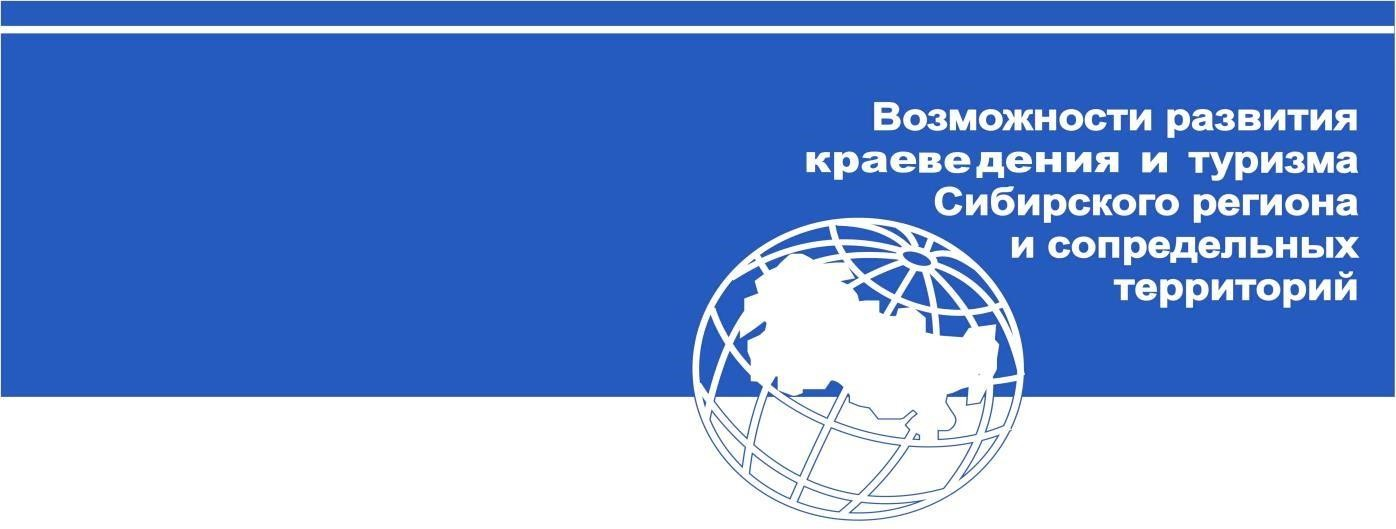 Возможности развития
краеведения и туризма
Сибирского региона
и сопредельных
территорий